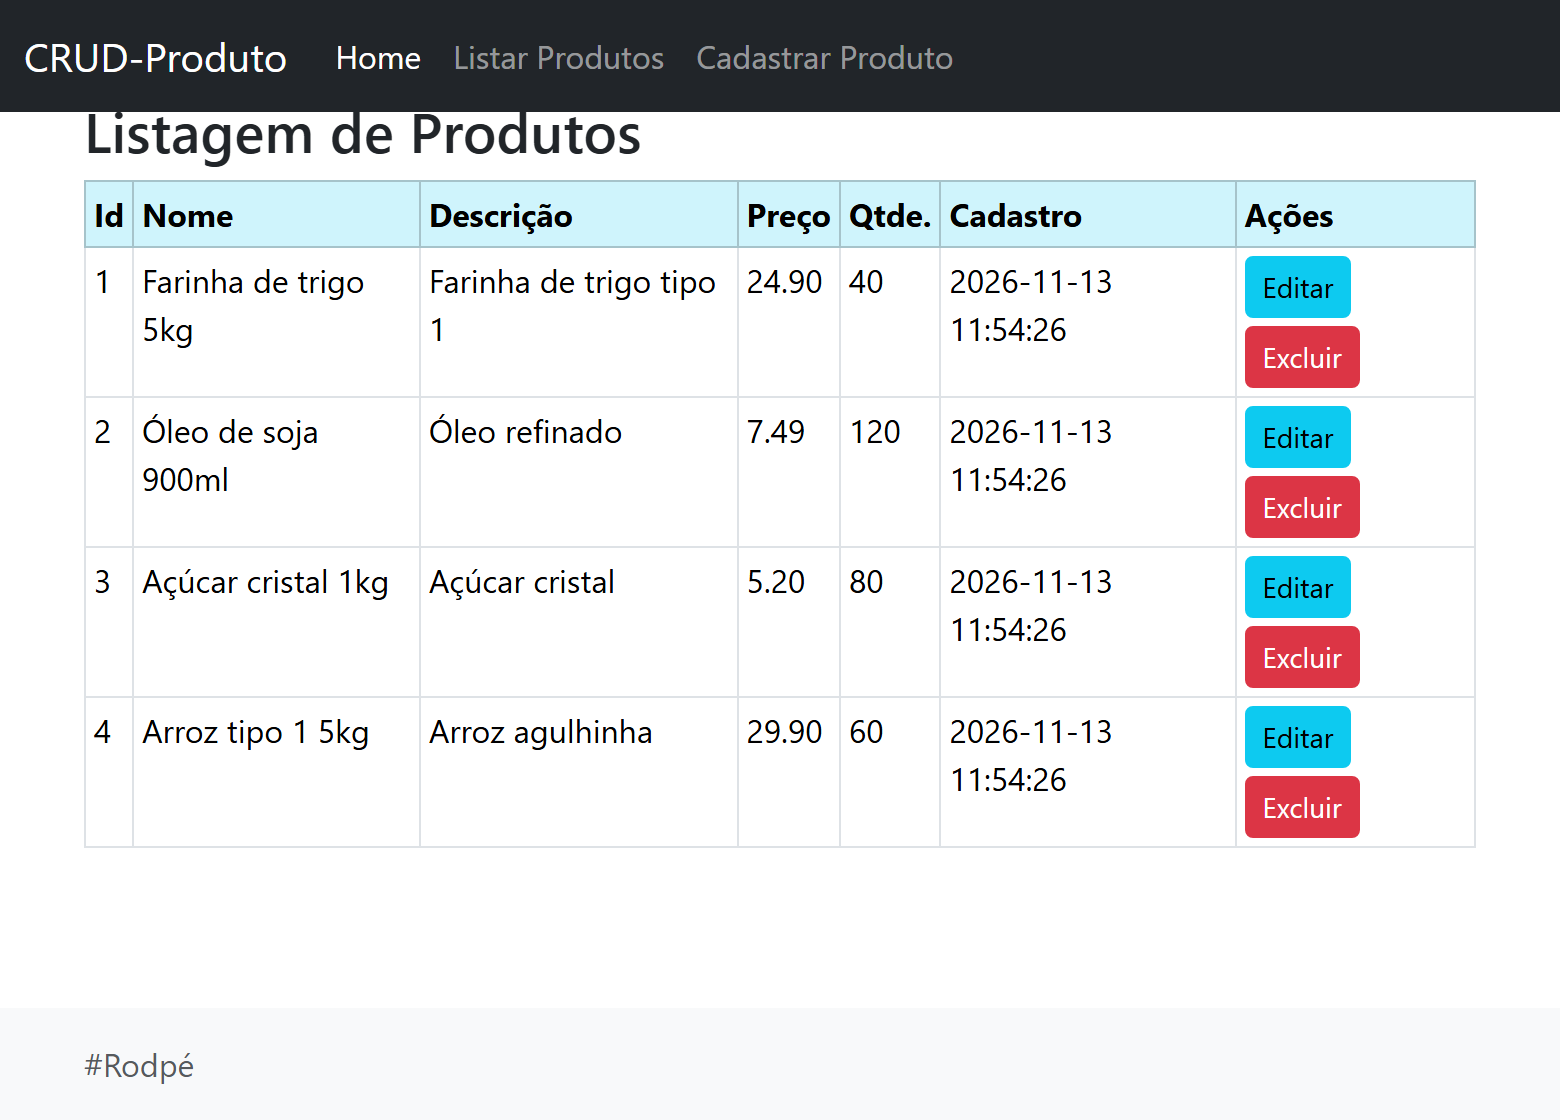 CRUD-Produto Home Listar Produtos Cadastrar Produto
Listagem de Produtos
Id Nome Descrição Preço Qtde. Cadastro Ações
1 Farinha de trigo 5kg Farinha de trigo tipo 1 24.90 40 2026-11-13 11:54:26 Editar Excluir
2 Óleo de soja 900ml Óleo refinado 7.49 120 2026-11-13 11:54:26 Editar Excluir
3 Açúcar cristal 1kg Açúcar cristal 5.20 80 2026-11-13 11:54:26 Editar Excluir
4 Arroz tipo 1 5kg Arroz agulhinha 29.90 60 2026-11-13 11:54:26 Editar Excluir
#Rodpé